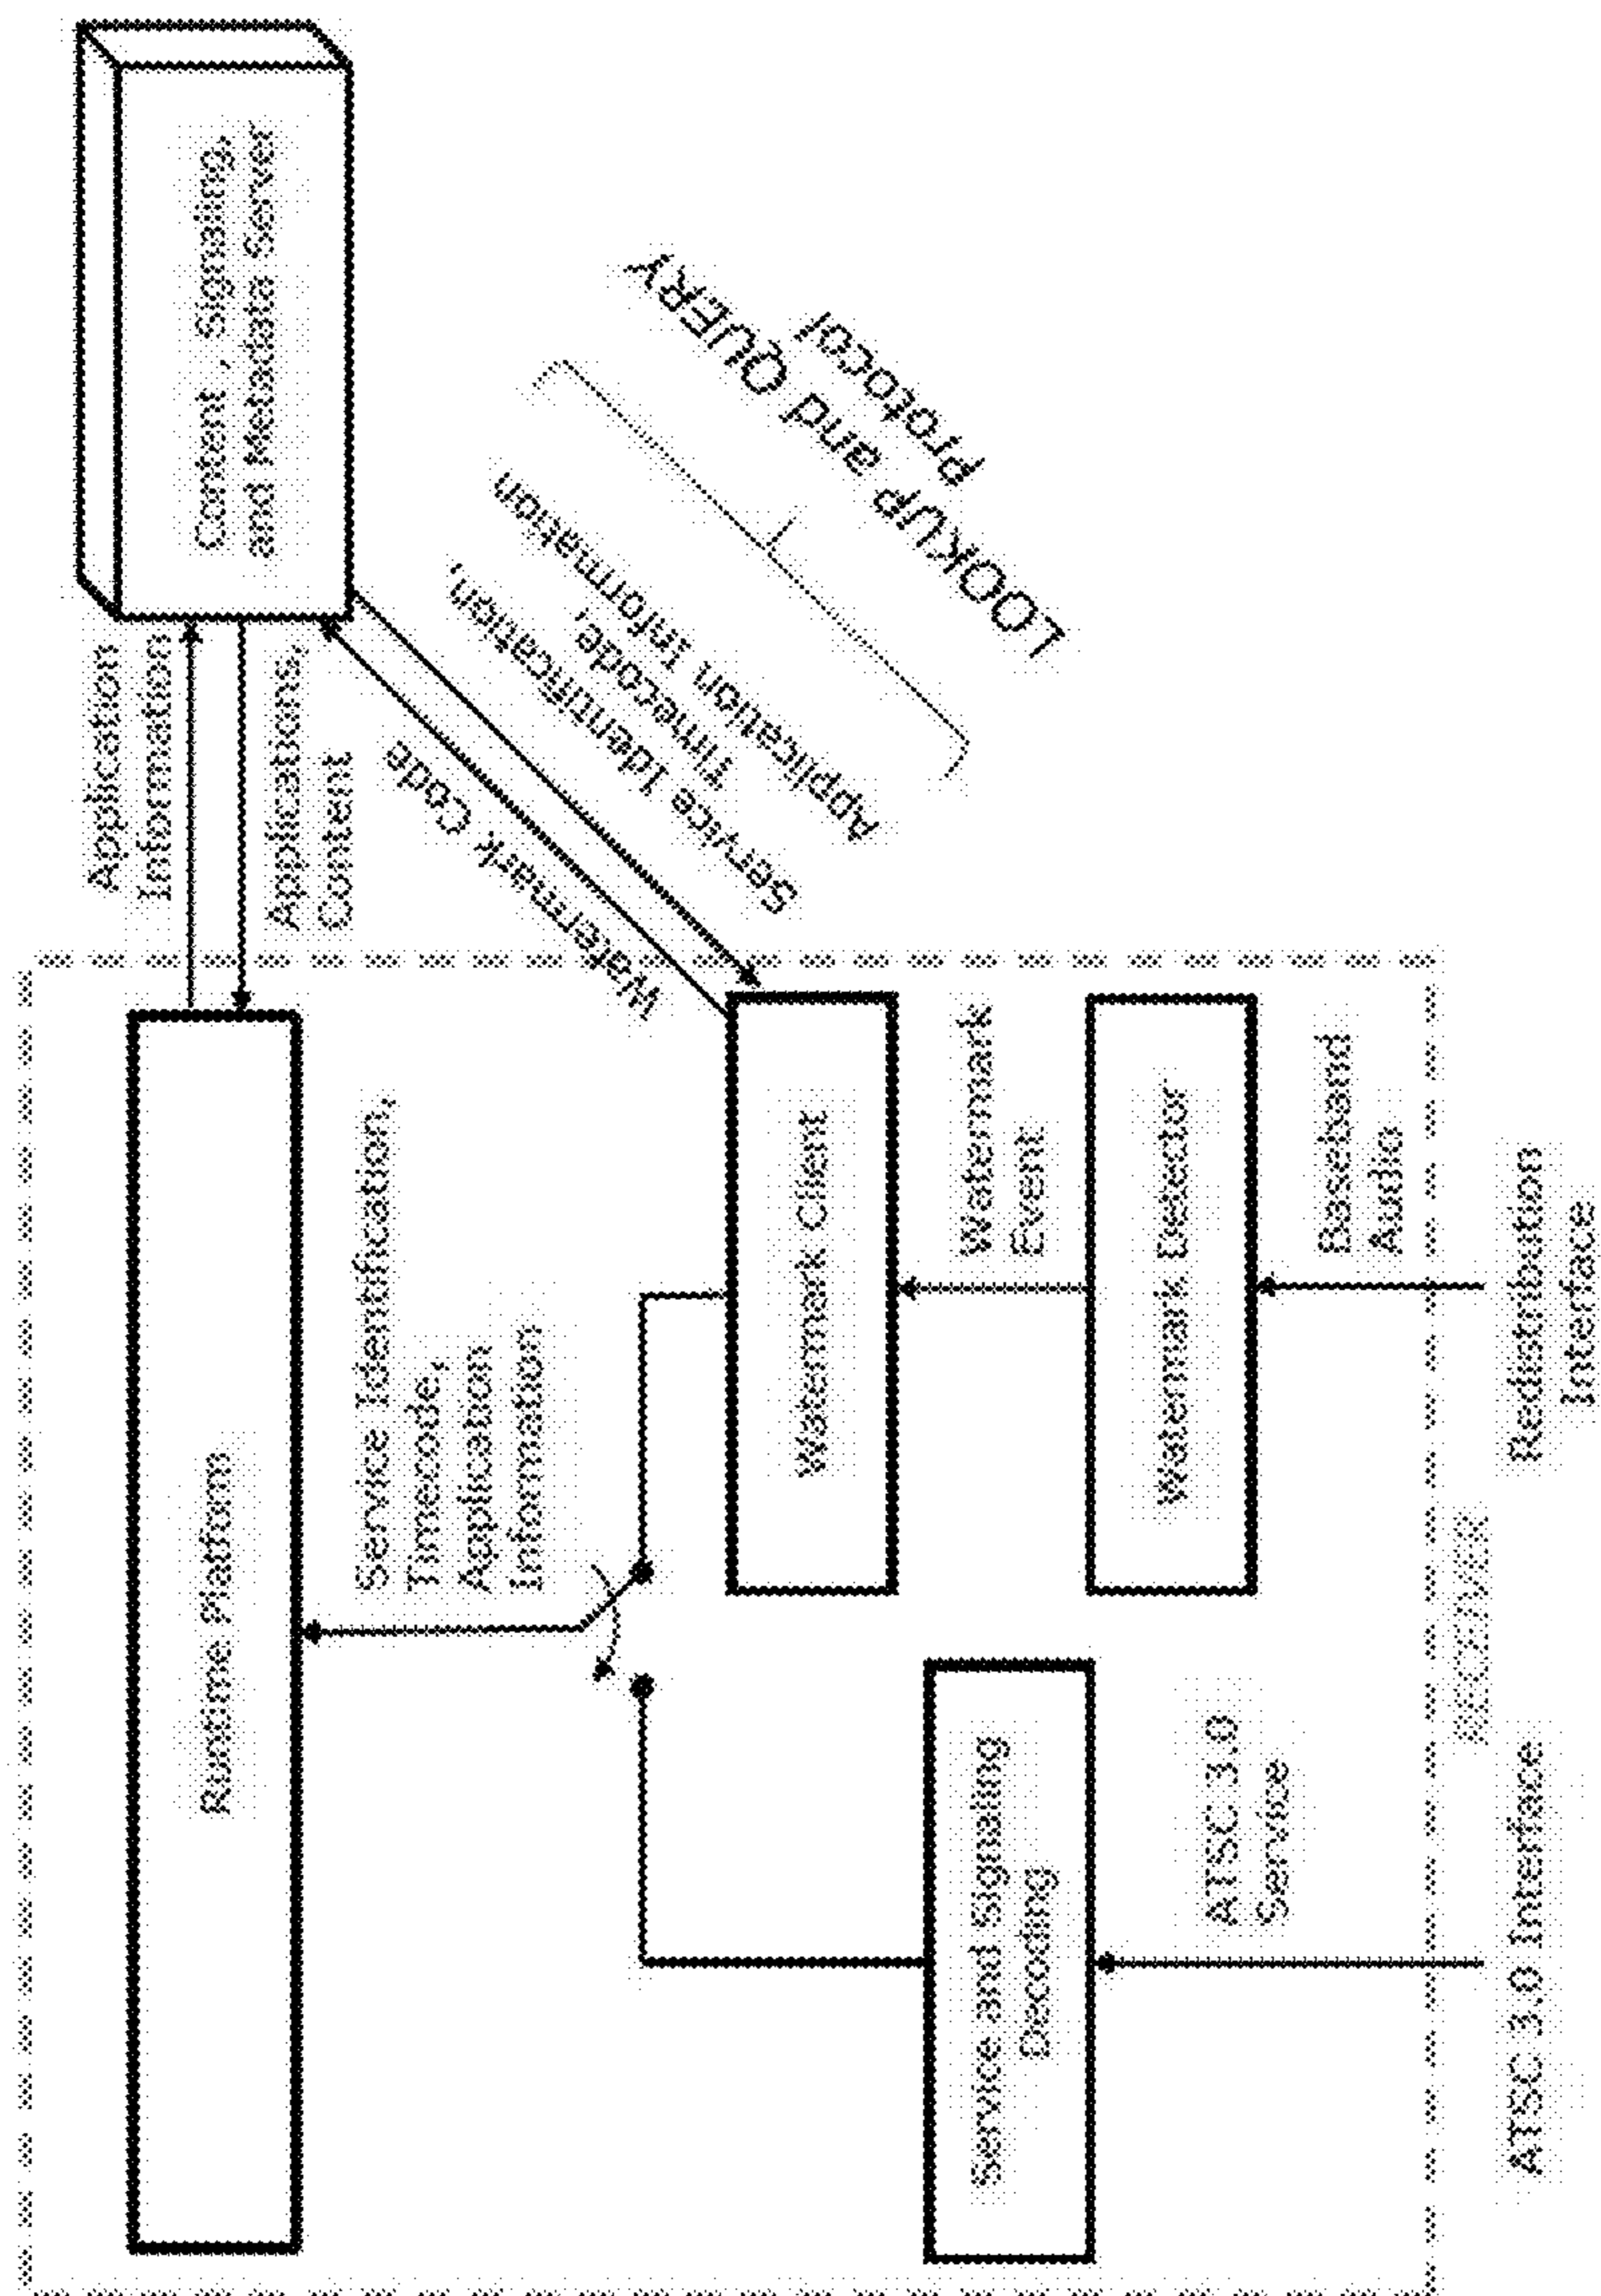 Runtime Platform
Application
Information
Applications,
Content
Content , Signaling,
and Metadata Server
Service Identification,
Timecode,
Application
Information
Watermark Code
Service Identification,
Timecode,
Application Information
LOOKUP and QUERY
Protocol
Watermark Client
Watermark
Event
Service and Signaling
Decoding
Watermark Detector
ATSC 3.0
Service
Baseband
Audio
RECEIVER
ATSC 3.0 Interface
Redistribution
Interface